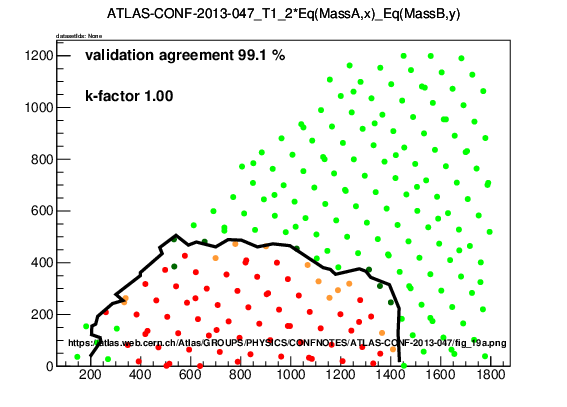 ATLAS-CONF-2013-047_T1_2*Eq(MassA,x)_Eq(MassB,y)
datasetIds: None
validation agreement 99.1 %
k-factor 1.00
1200
1000
800
600
400
200
0
https://atlas.web.cern.ch/Atlas/GROUPS/PHYSICS/CONFNOTES/ATLAS-CONF-2013-047/fig_19a.png
200 400 600 800 1000 1200 1400 1600 1800